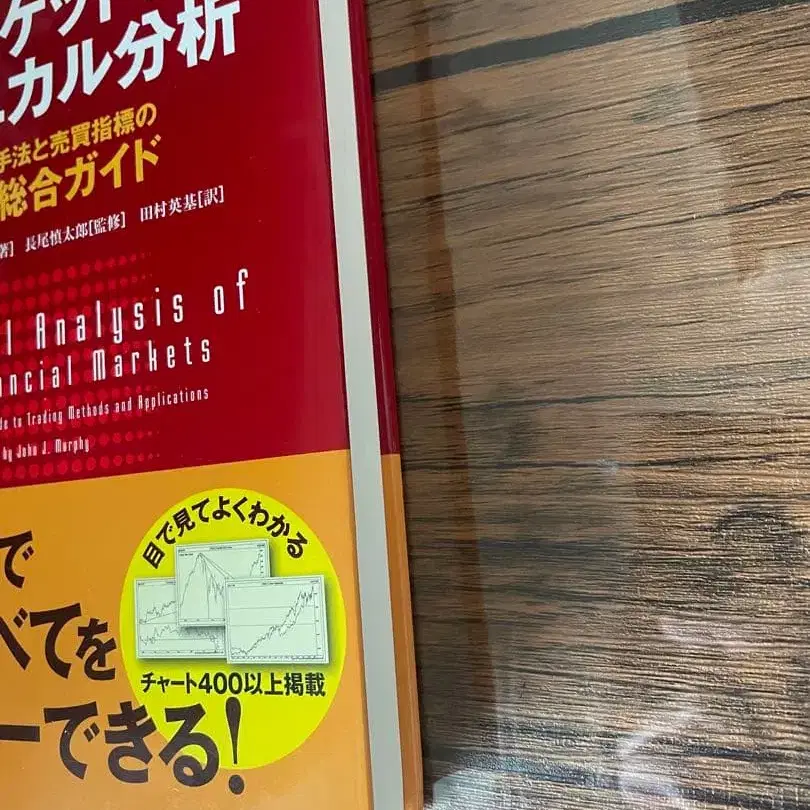 ケット
ニカル分析
手法と売買指標の
総合ガイド
著] 長尾慎太郎[監修] 田村英基[訳]
l Analysis of
ncial Markets
de to Trading Methods and Applications
by John J. Murphy
目で見てよくわかる
チャート400以上掲載
で
べてを
ーできる!